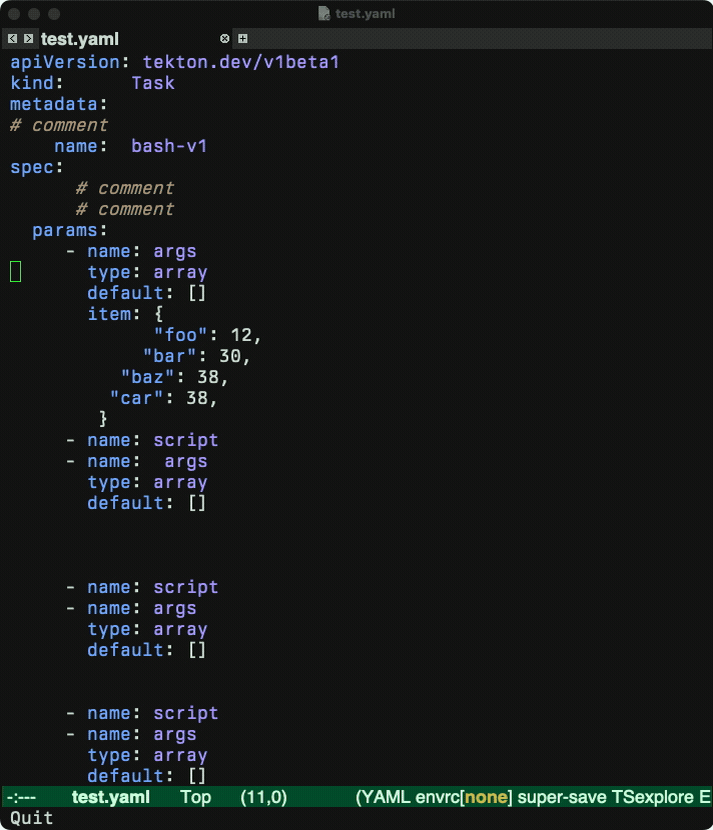 test.yaml
test.yaml
apiVersion: tekton.dev/v1beta1
kind:      Task
metadata:
# comment
    name:  bash-v1
spec:
      # comment
      # comment
  params:
     - name: args
       type: array
       default: []
       item: {
             "foo": 12,
            "bar": 30,
          "baz": 38,
         "car": 38,
        }
     - name: script
     - name:  args
       type: array
       default: []
     - name: script
     - name: args
       type: array
       default: []
     - name: script
     - name: args
       type: array
       default: []
-:---    test.yaml    Top    (11,0)    (YAML envrc[none] super-save TSexplore E
Quit